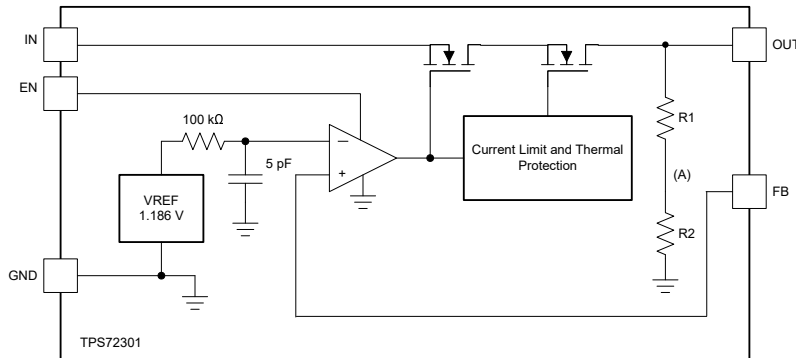 IN
OUT
EN
100 kΩ
R1
−
5 pF
Current Limit and Thermal
Protection
+
(A)
FB
VREF
1.186 V
R2
GND
TPS72301